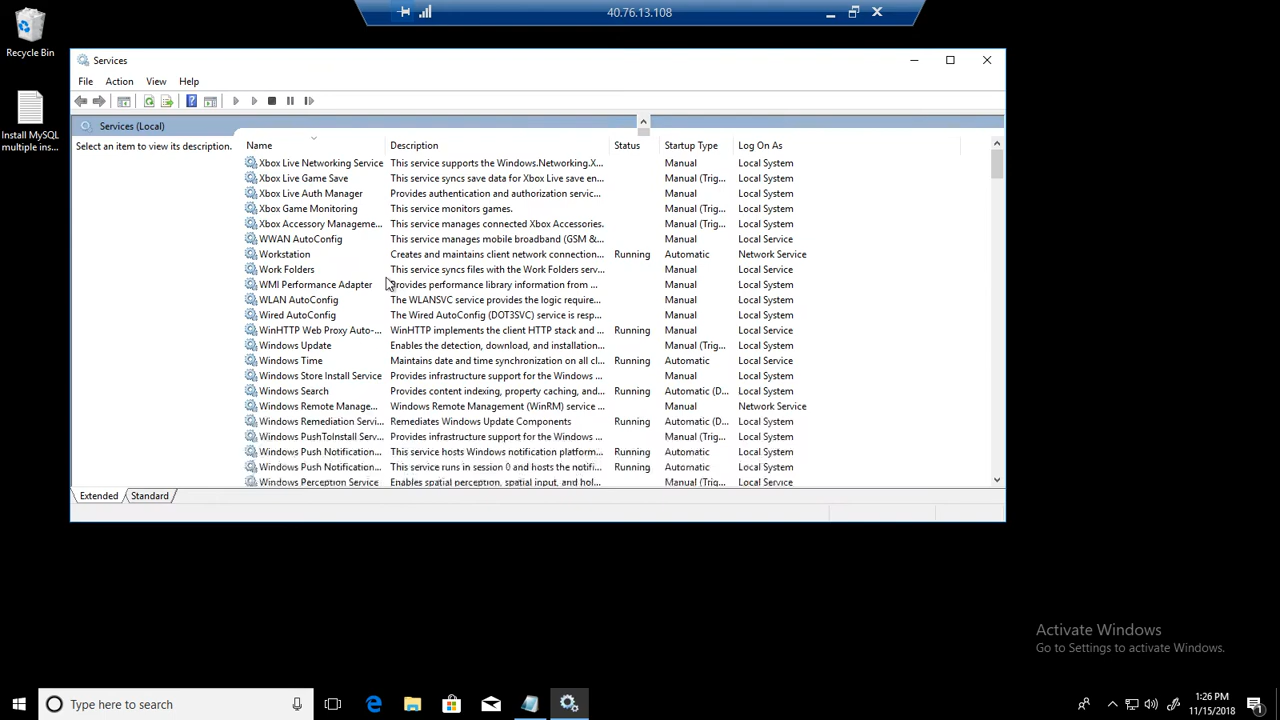 40.76.13.108
Recycle Bin
Install MySQL
multiple ins...
Services
File Action View Help
Services (Local)
Select an item to view its description.
Name Description Status Startup Type Log On As
Xbox Live Networking Service This service supports the Windows.Networking.X... Manual Local System
Xbox Live Game Save This service syncs save data for Xbox Live save en... Manual (Trig... Local System
Xbox Live Auth Manager Provides authentication and authorization servic... Manual Local System
Xbox Game Monitoring This service monitors games. Manual (Trig... Local System
Xbox Accessory Manageme... This service manages connected Xbox Accessories. Manual (Trig... Local System
WWAN AutoConfig This service manages mobile broadband (GSM & Manual Local Service
Workstation Creates and maintains client network connection... Running Automatic Network Service
Work Folders This service syncs files with the Work Folders serv... Manual Local Service
WMI Performance Adapter Provides performance library information from ... Manual Local System
WLAN AutoConfig The WLANSVC service provides the logic require... Manual Local System
Wired AutoConfig The Wired AutoConfig (DOT3SVC) service is resp... Manual Local System
WinHTTP Web Proxy Auto-... WinHTTP implements the client HTTP stack and ... Running Manual Local Service
Windows Update Enables the detection, download, and installation... Manual (Trig... Local System
Windows Time Maintains date and time synchronization on all cl... Running Automatic Local Service
Windows Store Install Service Provides infrastructure support for the Windows ... Manual Local System
Windows Search Provides content indexing, property caching, and... Running Automatic (D... Local System
Windows Remote Manage... Windows Remote Management (WinRM) service ... Manual Network Service
Windows Remediation Servi... Remediates Windows Update Components Running Automatic (D... Local System
Windows PushToInstall Serv... Provides infrastructure support for the Windows ... Manual (Trig... Local System
Windows Push Notification... This service hosts Windows notification platform... Running Automatic Local System
Windows Push Notification... This service runs in session 0 and hosts the notifi... Running Automatic Local System
Windows Perception Service Enables spatial perception, spatial input, and hol... Manual (Trig... Local Service
Extended Standard
Activate Windows
Go to Settings to activate Windows.
Type here to search
1:26 PM
11/15/2018
1